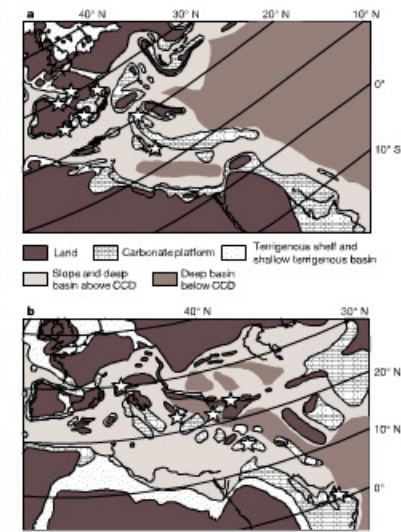 a
40° N 30° N 20° N 10° N
0°
10° S
Land
Carbonate platform
Terrigenous shelf and
shallow terrigenous basin
Slope and deep
basin above CCD
Deep basin
below CCD
b
40° N 30° N
20° N
10° N
0°